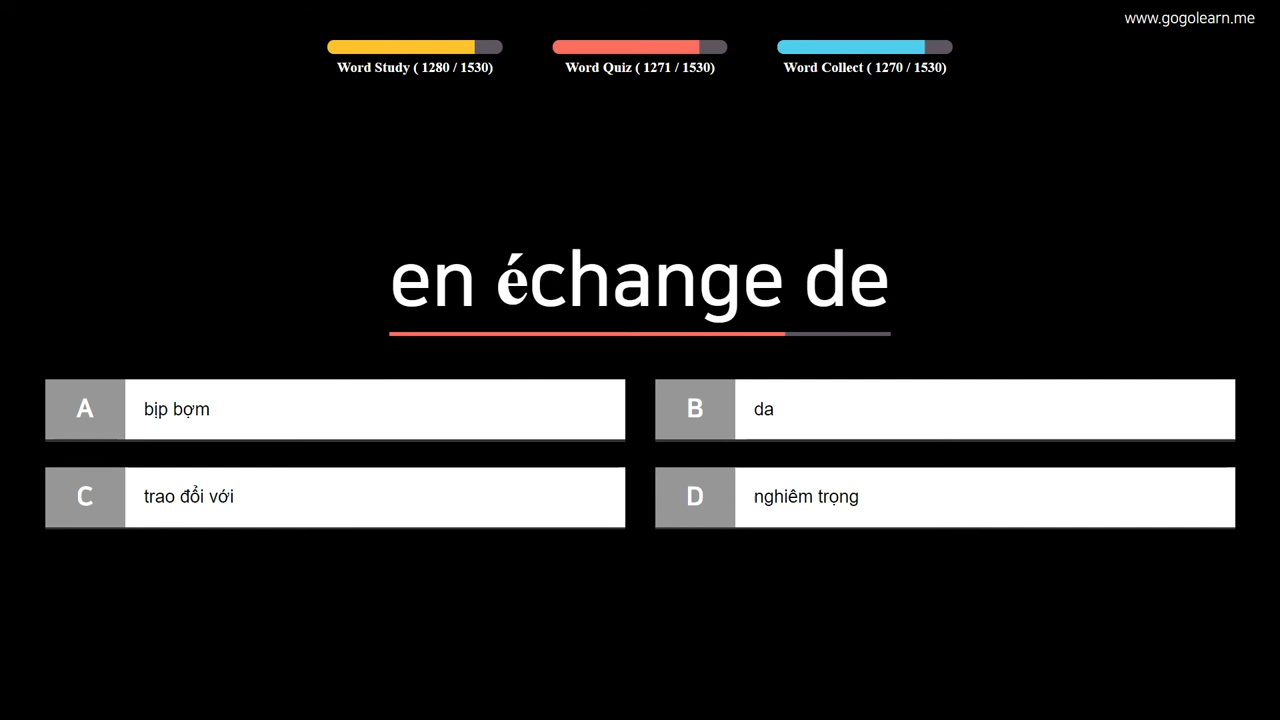 www.gogolearn.me
Word Study ( 1280 / 1530)
Word Quiz ( 1271 / 1530)
Word Collect ( 1270 / 1530)
en échange de
A
bịp bợm
B
da
C
trao đổi với
D
nghiêm trọng